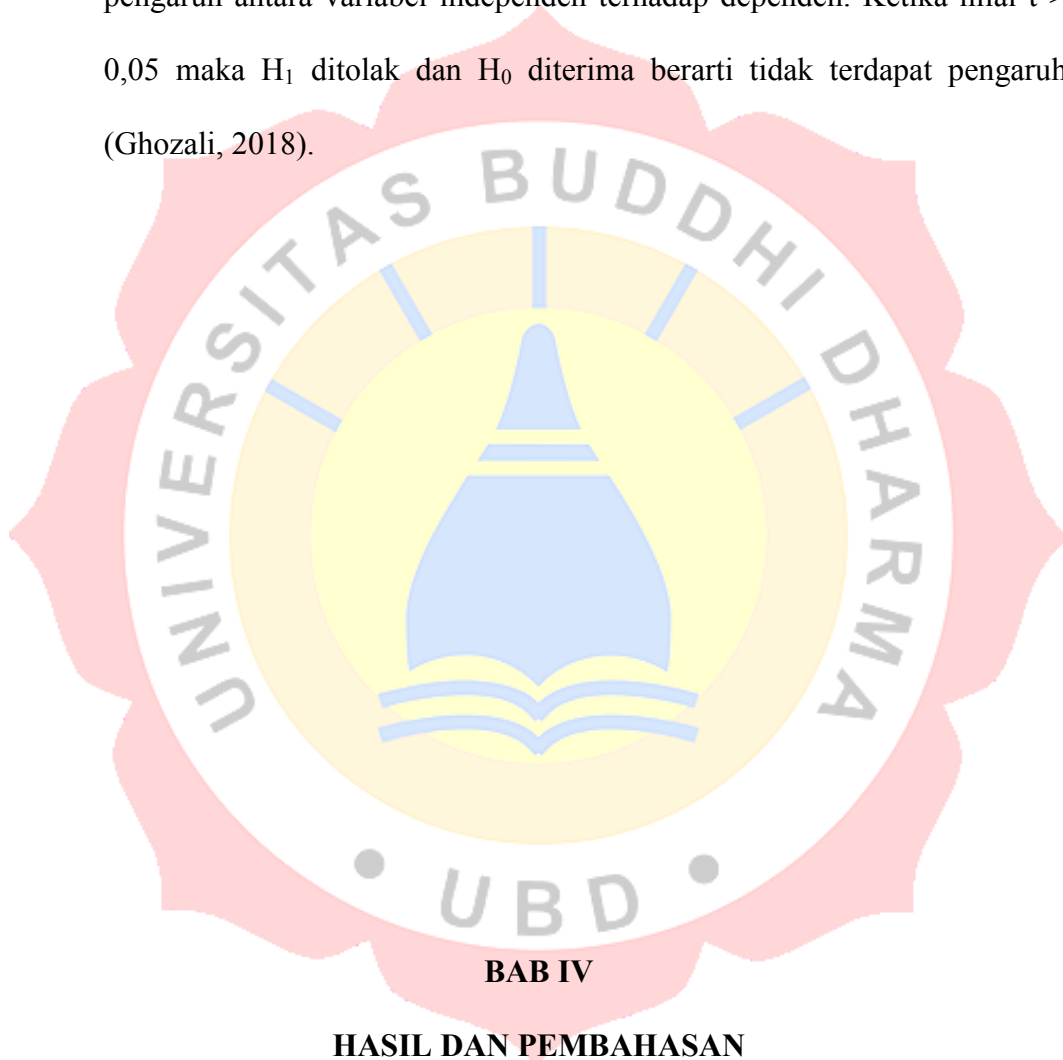 pengaruh antara variabel independen terhadap dependen. Ketika nilai t >
0,05 maka H₁ ditolak dan H₀ diterima berarti tidak terdapat pengaruh
(Ghozali, 2018).
UNIVERSITAS BUDDHI DHARMA
• UBD •
BAB IV
HASIL DAN PEMBAHASAN